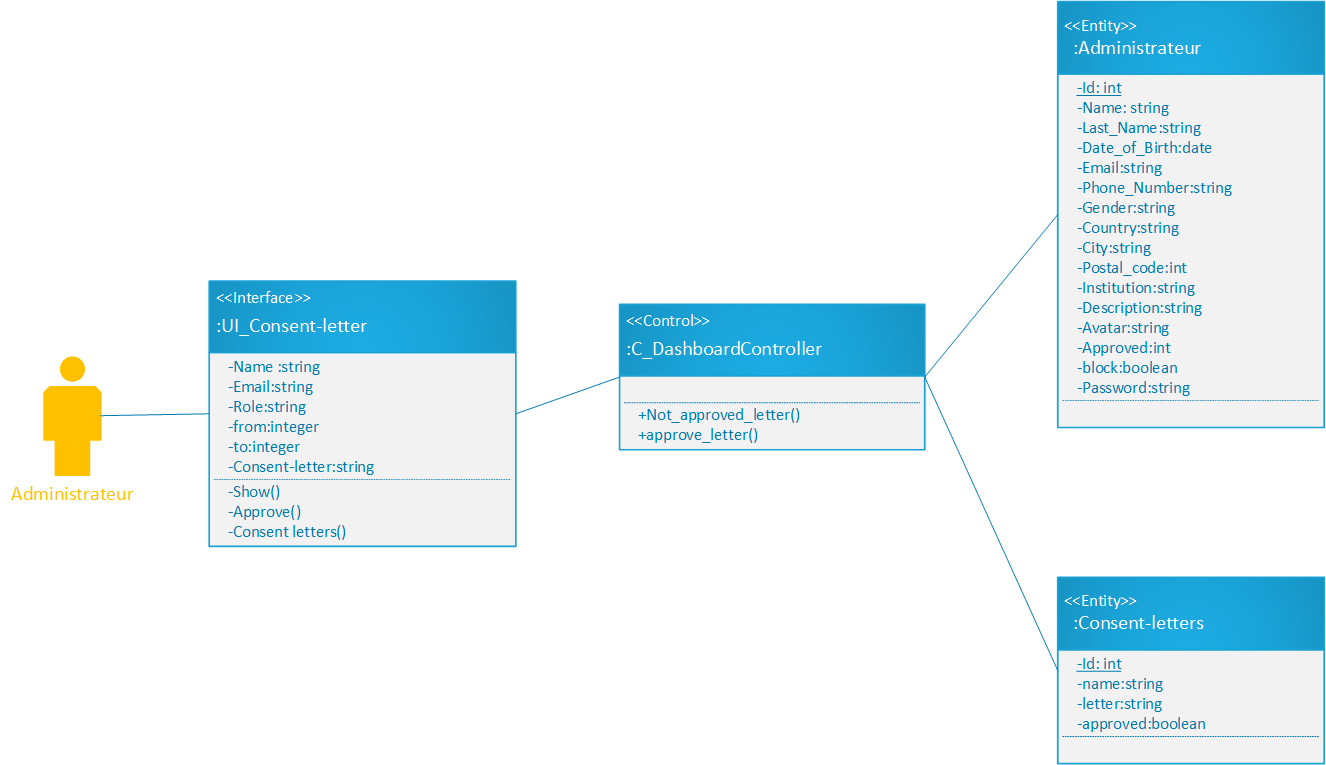 Administrateur
<<Interface>>
:UI_Consent-letter
-Name :string
-Email:string
-Role:string
-from:integer
-to:integer
-Consent-letter:string
-Show()
-Approve()
-Consent letters()
<<Control>>
:C_DashboardController
+Not_approved_letter()
+approve_letter()
<<Entity>>
:Administrateur
-Id: int
-Name: string
-Last_Name:string
-Date_of_Birth:date
-Email:string
-Phone_Number:string
-Gender:string
-Country:string
-City:string
-Postal_code:int
-Institution:string
-Description:string
-Avatar:string
-Approved:int
-block:boolean
-Password:string
<<Entity>>
:Consent-letters
-Id: int
-name:string
-letter:string
-approved:boolean